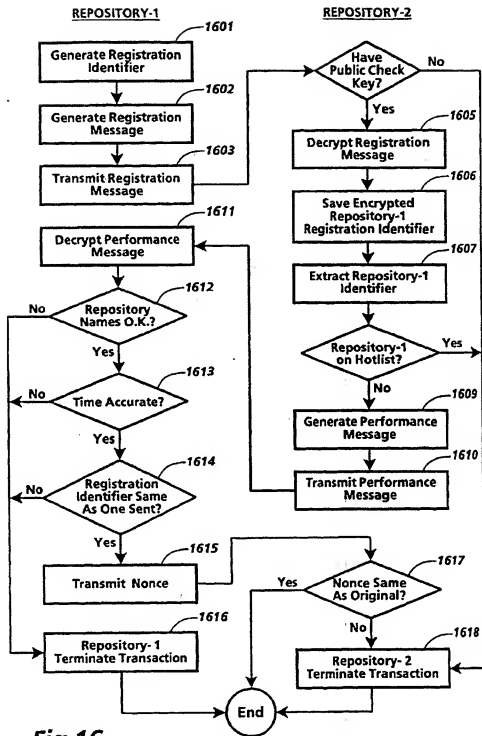 REPOSITORY-1
1601
Generate Registration
Identifier
1602
Generate Registration
Message
1603
Transmit Registration
Message
1611
Decrypt Performance
Message
1612
Repository
Names O.K.?
No
Yes
1613
Time Accurate?
No
Yes
1614
Registration
Identifier Same
As One Sent?
No
Yes
1615
Transmit Nonce
1616
Repository- 1
Terminate Transaction
REPOSITORY-2
Have
Public Check
Key?
No
Yes
1605
Decrypt Registration
Message
1606
Save Encrypted
Repository-1
Registration Identifier
1607
Extract Repository-1
Identifier
Repository-1
on Hotlist?
Yes
No
1609
Generate Performance
Message
1610
Transmit Performance
Message
1617
Nonce Same
As Original?
Yes
No
1618
Repository- 2
Terminate Transaction
End
Fig.16